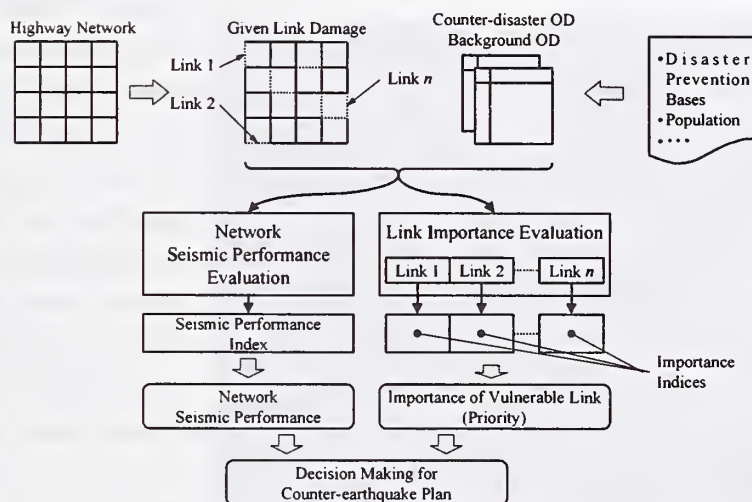 Highway Network
Given Link Damage
Counter-disaster OD
Background OD
Link 1
Link 2
Link n
•Disaster
Prevention
Bases
•Population
• • • •
Network
Seismic Performance
Evaluation
Link Importance Evaluation
Link 1
Link 2
Link n
Seismic Performance
Index
Importance
Indices
Network
Seismic Performance
Importance of Vulnerable Link
(Priority)
Decision Making for
Counter-earthquake Plan